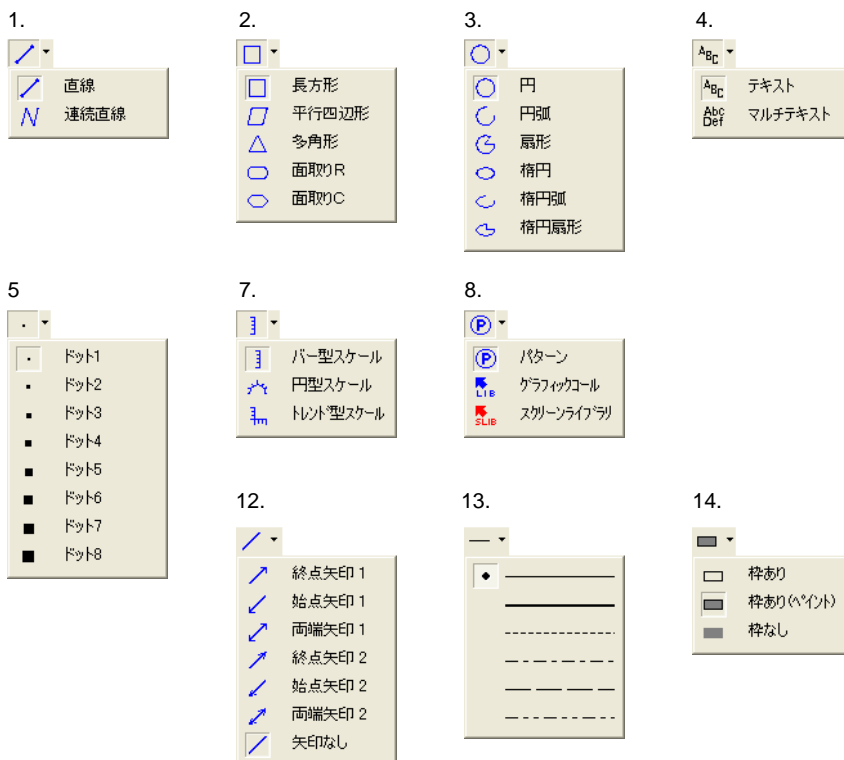 1.
直線
連続直線
2.
長方形
平行四辺形
多角形
面取りR
面取りC
3.
円
円弧
扇形
楕円
楕円弧
楕円扇形
4.
ABC
ABC
テキスト
Abc
Def
マルチテキスト
5
ドット1
ドット2
ドット3
ドット4
ドット5
ドット6
ドット7
ドット8
7.
バー型スケール
円型スケール
トレンド型スケール
8.
P
P
パターン
LIB
グラフィックコール
SLIB
スクリーンライブラリ
12.
終点矢印1
始点矢印1
両端矢印1
終点矢印2
始点矢印2
両端矢印2
矢印なし
13.
14.
枠あり
枠あり(ペイント)
枠なし